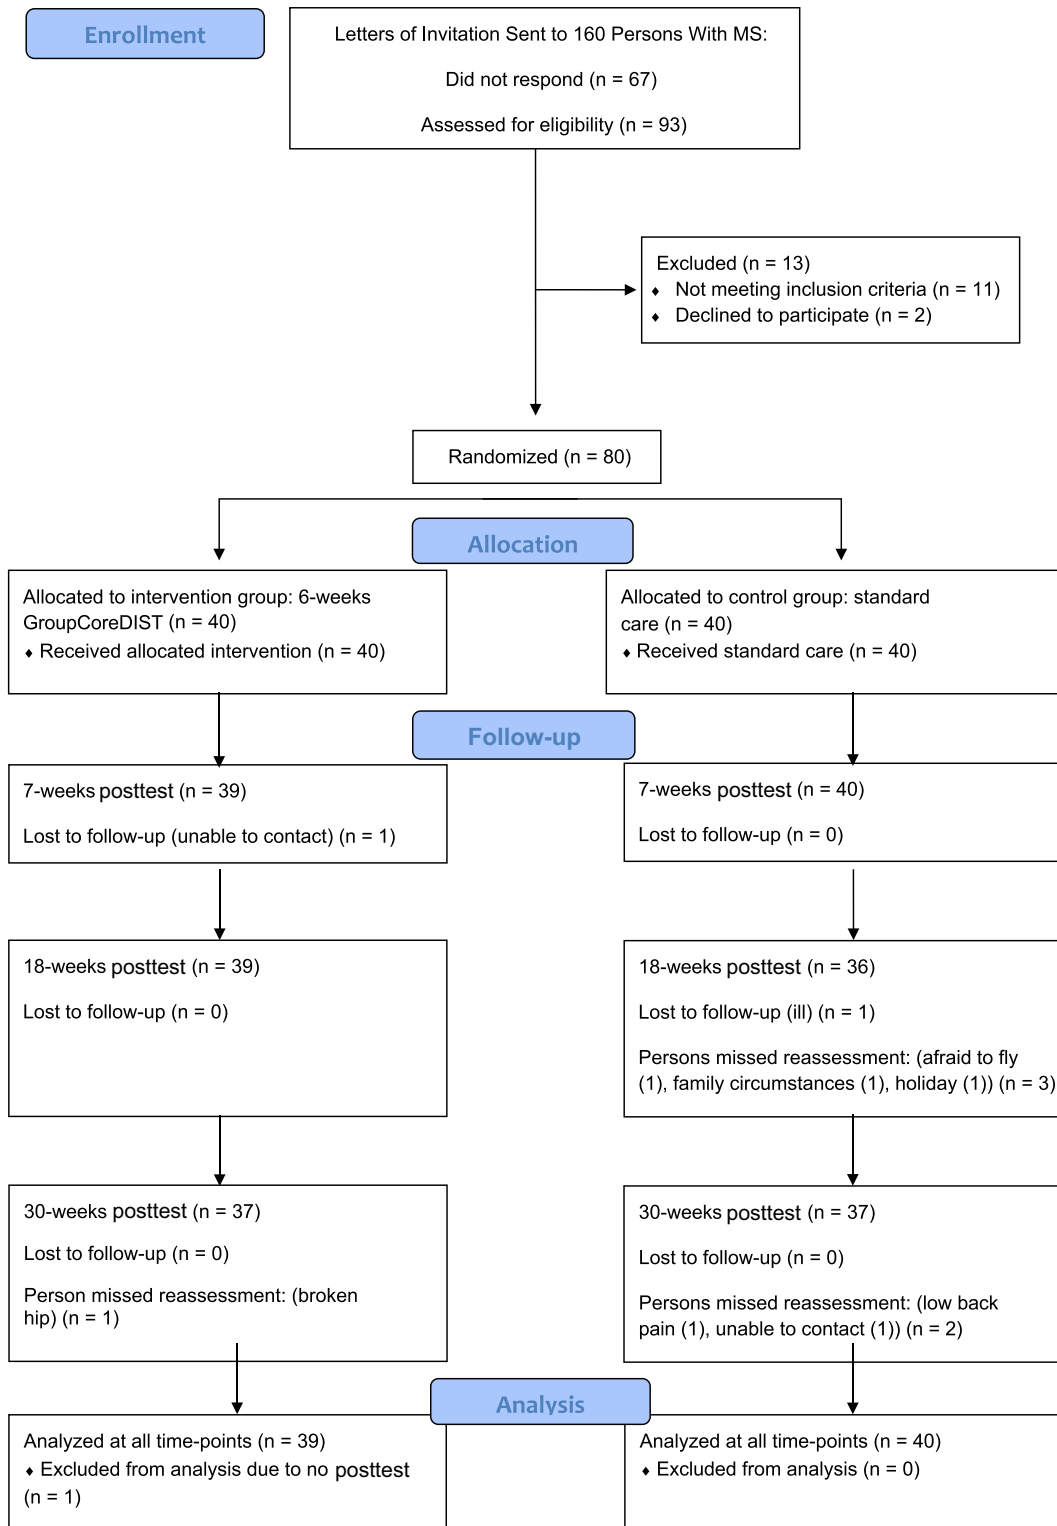 Enrollment
Letters of Invitation Sent to 160 Persons With MS:
Did not respond (n = 67)
Assessed for eligibility (n = 93)
Excluded (n = 13)
♦ Not meeting inclusion criteria (n = 11)
♦ Declined to participate (n = 2)
Randomized (n = 80)
Allocation
Allocated to intervention group: 6-weeks
GroupCoreDIST (n = 40)
♦ Received allocated intervention (n = 40)
Allocated to control group: standard
care (n = 40)
♦ Received standard care (n = 40)
Follow-up
7-weeks posttest (n = 39)
Lost to follow-up (unable to contact) (n = 1)
7-weeks posttest (n = 40)
Lost to follow-up (n = 0)
18-weeks posttest (n = 39)
Lost to follow-up (n = 0)
18-weeks posttest (n = 36)
Lost to follow-up (ill) (n = 1)
Persons missed reassessment: (afraid to fly
(1), family circumstances (1), holiday (1)) (n = 3)
30-weeks posttest (n = 37)
Lost to follow-up (n = 0)
Person missed reassessment: (broken
hip) (n = 1)
30-weeks posttest (n = 37)
Lost to follow-up (n = 0)
Persons missed reassessment: (low back
pain (1), unable to contact (1)) (n = 2)
Analysis
Analyzed at all time-points (n = 39)
♦ Excluded from analysis due to no posttest
(n = 1)
Analyzed at all time-points (n = 40)
♦ Excluded from analysis (n = 0)